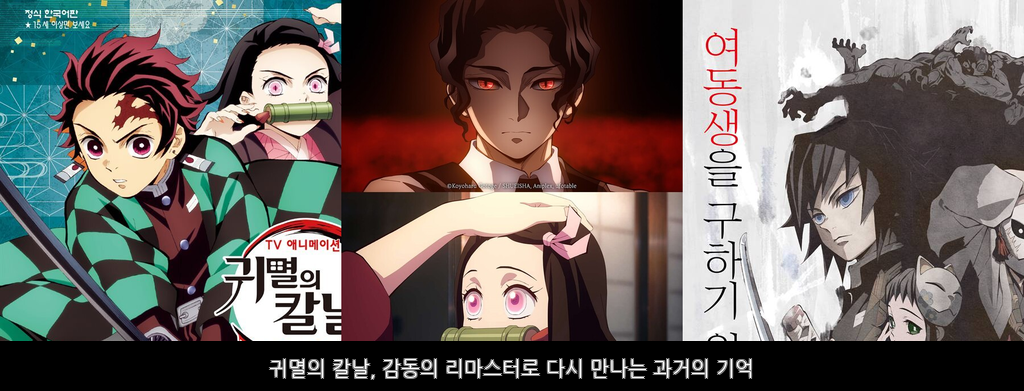 정식 한국어판
★ 15세 이상만 보세요
TV 애니메이션
귀멸의
칼날
©Koyoharu / SHUEISHA, Aniplex, ufotable
여동생을 구하기
귀멸의 칼날, 감동의 리마스터로 다시 만나는 과거의 기억